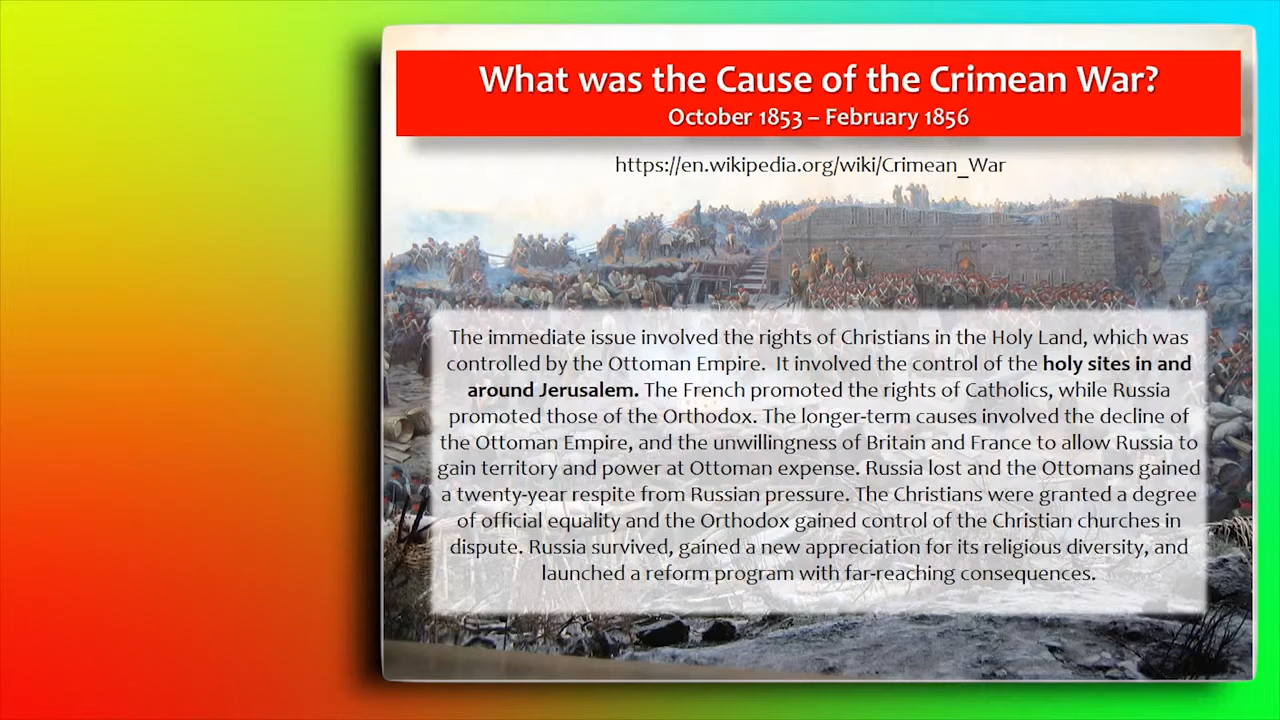 What was the Cause of the Crimean War?
October 1853 – February 1856
https://en.wikipedia.org/wiki/Crimean_War
The immediate issue involved the rights of Christians in the Holy Land, which was
controlled by the Ottoman Empire.  It involved the control of the holy sites in and
around Jerusalem. The French promoted the rights of Catholics, while Russia
promoted those of the Orthodox. The longer-term causes involved the decline of
the Ottoman Empire, and the unwillingness of Britain and France to allow Russia to
gain territory and power at Ottoman expense. Russia lost and the Ottomans gained
a twenty-year respite from Russian pressure. The Christians were granted a degree
of official equality and the Orthodox gained control of the Christian churches in
dispute. Russia survived, gained a new appreciation for its religious diversity, and
launched a reform program with far-reaching consequences.